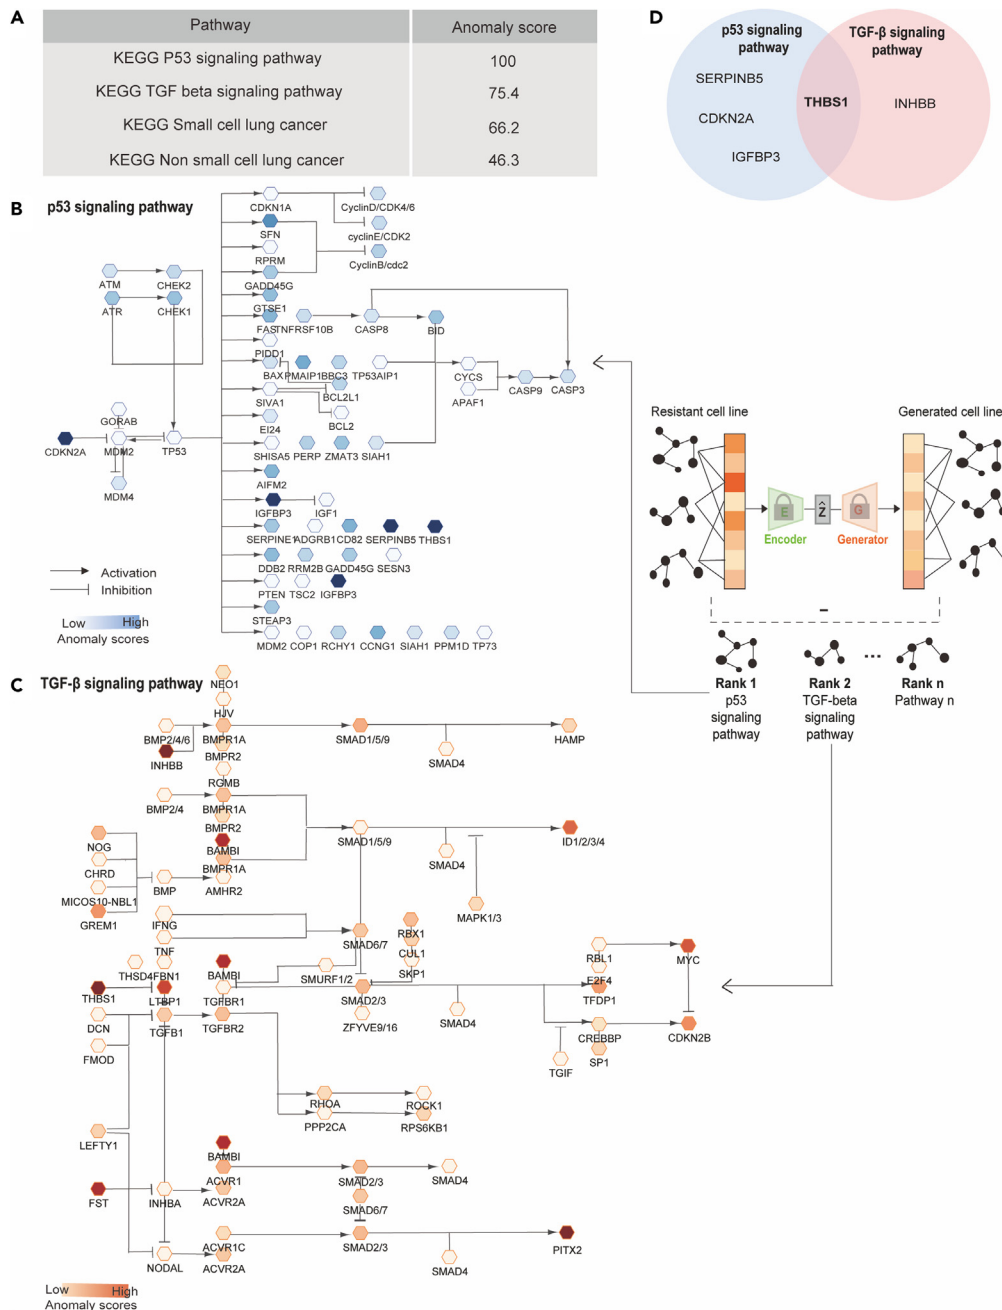 A
Pathway Anomaly score
KEGG P53 signaling pathway 100
KEGG TGF beta signaling pathway 75.4
KEGG Small cell lung cancer 66.2
KEGG Non small cell lung cancer 46.3
D
p53 signaling
pathway
TGF-β signaling
pathway
SERPINB5
CDKN2A
IGFBP3
THBS1
INHBB
B p53 signaling pathway
CDKN1A CyclinD/CDK4/6
SFN cyclinE/CDK2
RPRM CyclinB/cdc2
ATM CHEK2 GADD45G
ATR CHEK1 GTSE1
FAS TNFRSF10B CASP8 BID
PIDD1
BAX PMAIP1 BBC3 TP53AIP1 CYCS CASP9 CASP3
BCL2L1
SIVA1 APAF1
BCL2
GORAB EI24
CDKN2A MDM2 TP53 SHISA5 PERP ZMAT3 SIAH1
MDM4 AIFM2
IGFBP3 IGF1
SERPINE1 ADGRB1 CD82 SERPINB5 THBS1
DDB2 RRM2B GADD45G SESN3
PTEN TSC2 IGFBP3
STEAP3
MDM2 COP1 RCHY1 CCNG1 SIAH1 PPM1D TP73
Activation
Inhibition
Low High
Anomaly scores
Resistant cell line Generated cell line
E Ẑ G
Encoder Generator
–
...
Rank 1 Rank 2 Rank n
p53
signaling
pathway
TGF-beta
signaling
pathway
Pathway n
C TGF-β signaling pathway
NEO1
HJV
BMP2/4/6 BMPR1A SMAD1/5/9 HAMP
BMPR2 SMAD4
INHBB
RGMB
BMP2/4 BMPR1A
BMPR2 SMAD1/5/9 ID1/2/3/4
NOG BAMBI SMAD4
CHRD BMPR1A
BMP AMHR2
MICOS10-NBL1 MAPK1/3
GREM1 IFNG
TNF SMAD6/7 RBX1
CUL1
SKP1
RBL1 MYC
E2F4
TFDP1
THSD4 FBN1 BAMBI SMURF1/2
THBS1 LTBP1 TGFBR1 SMAD2/3
DCN TGFB1 TGFBR2 ZFYVE9/16 SMAD4
CREBBP CDKN2B
FMOD TGIF SP1
RHOA ROCK1
PPP2CA RPS6KB1
LEFTY1 BAMBI
ACVR1 SMAD2/3 SMAD4
FST INHBA ACVR2A SMAD6/7
ACVR1C SMAD2/3 PITX2
NODAL ACVR2A SMAD4
Low High
Anomaly scores